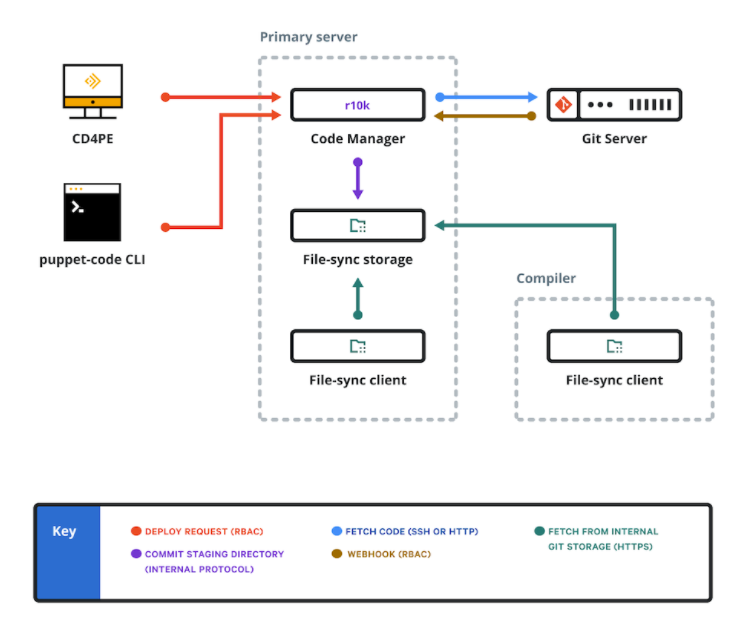 Primary server
r10k
CD4PE
Code Manager
Git Server
puppet-code CLI
File-sync storage
Compiler
File-sync client
File-sync client
Key
DEPLOY REQUEST (RBAC)
FETCH CODE (SSH OR HTTP)
FETCH FROM INTERNAL
GIT STORAGE (HTTPS)
COMMIT STAGING DIRECTORY
(INTERNAL PROTOCOL)
WEBHOOK (RBAC)